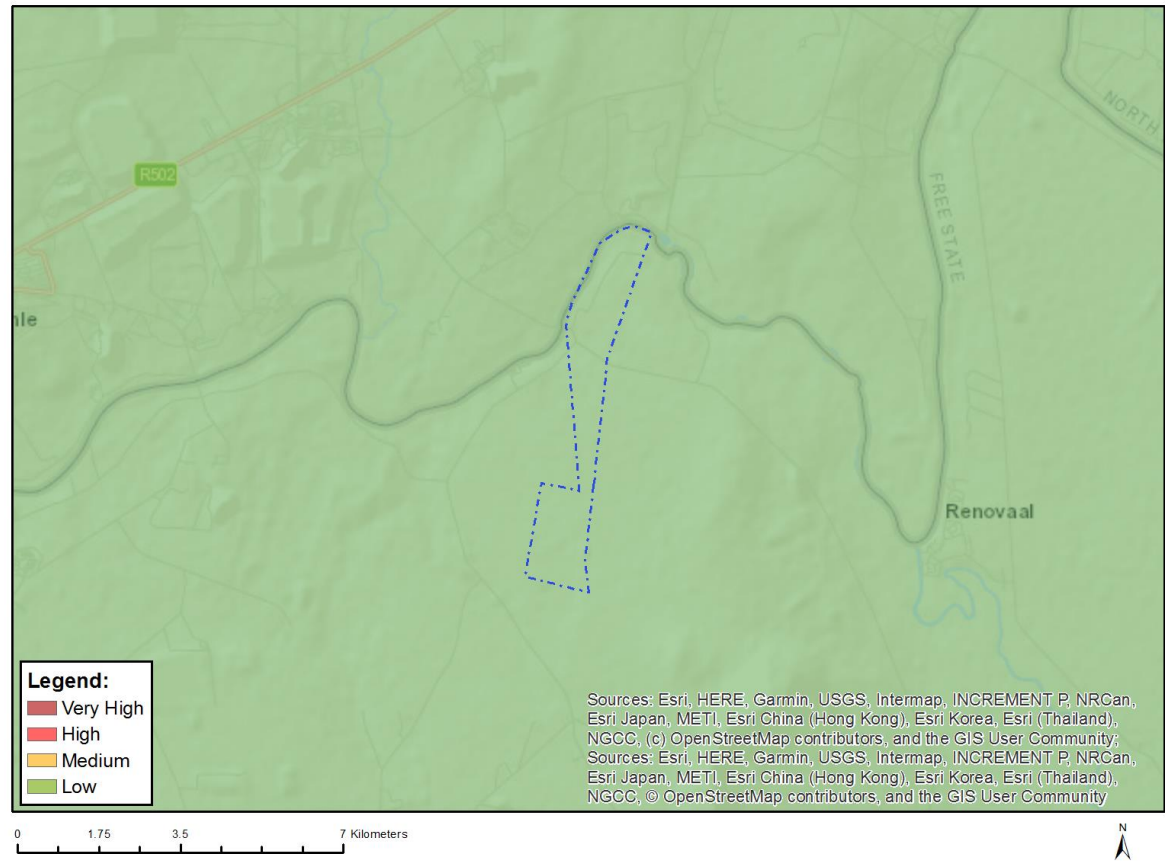 R502
NORTH
FREE STATE
nle
Renovaal
Legend:
Very High
High
Medium
Low
Sources: Esri, HERE, Garmin, USGS, Intermap, INCREMENT P, NRCan,
Esri Japan, METI, Esri China (Hong Kong), Esri Korea, Esri (Thailand),
NGCC, (c) OpenStreetMap contributors, and the GIS User Community;
Sources: Esri, HERE, Garmin, USGS, Intermap, INCREMENT P, NRCan,
Esri Japan, METI, Esri China (Hong Kong), Esri Korea, Esri (Thailand),
NGCC, © OpenStreetMap contributors, and the GIS User Community
0 1.75 3.5 7 Kilometers
N